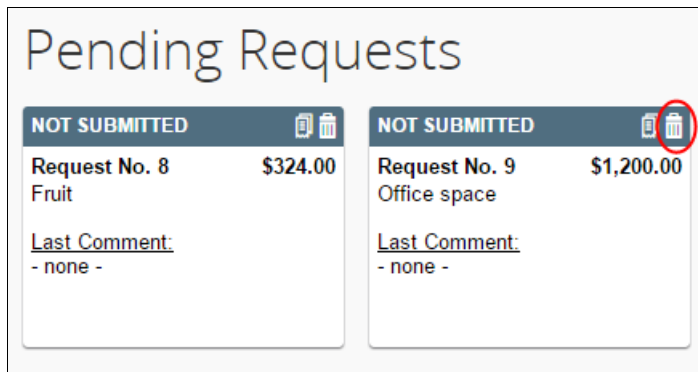 Pending Requests
NOT SUBMITTED
Request No. 8 $324.00
Fruit
Last Comment:
- none -
NOT SUBMITTED
Request No. 9 $1,200.00
Office space
Last Comment:
- none -